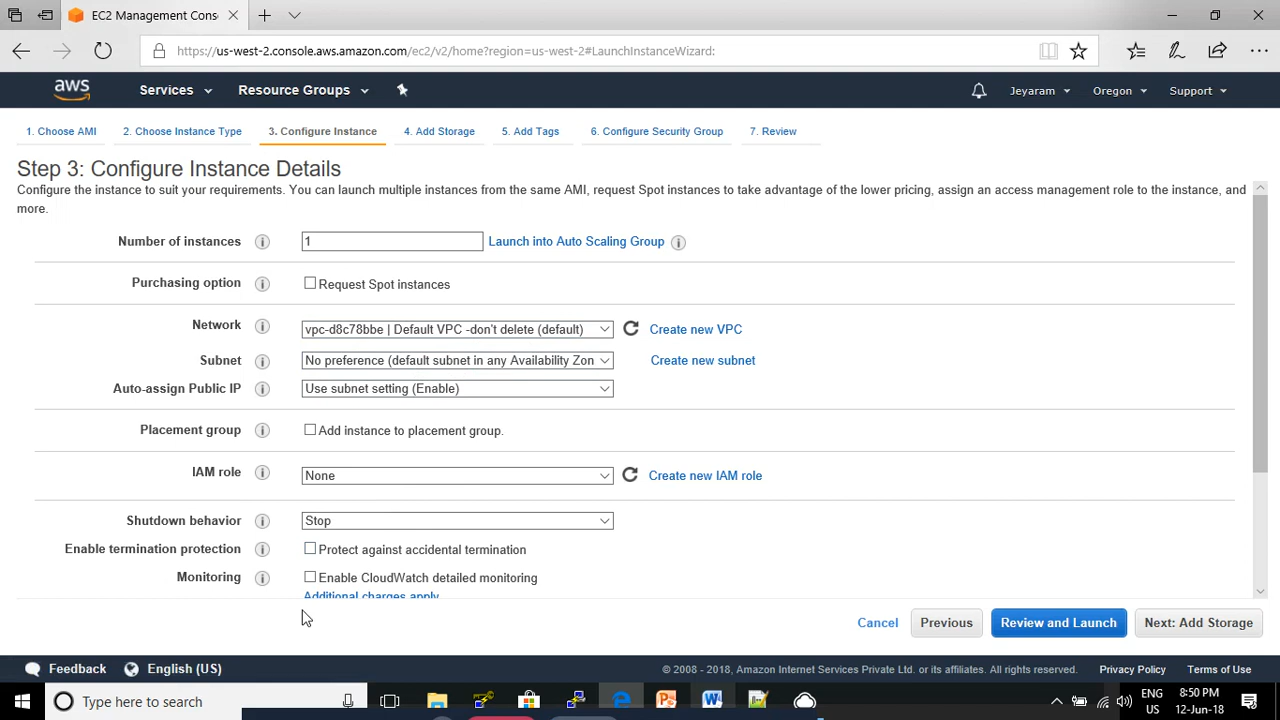 EC2 Management Cons
https://us-west-2.console.aws.amazon.com/ec2/v2/home?region=us-west-2#LaunchInstanceWizard:
aws
Services
Resource Groups
Jeyaram
Oregon
Support
1. Choose AMI
2. Choose Instance Type
3. Configure Instance
4. Add Storage
5. Add Tags
6. Configure Security Group
7. Review
Step 3: Configure Instance Details
Configure the instance to suit your requirements. You can launch multiple instances from the same AMI, request Spot instances to take advantage of the lower pricing, assign an access management role to the instance, and
more.
Number of instances
1
Launch into Auto Scaling Group
Purchasing option
Request Spot instances
Network
vpc-d8c78bbe | Default VPC -don't delete (default)
Create new VPC
Subnet
No preference (default subnet in any Availability Zon
Create new subnet
Auto-assign Public IP
Use subnet setting (Enable)
Placement group
Add instance to placement group.
IAM role
None
Create new IAM role
Shutdown behavior
Stop
Enable termination protection
Protect against accidental termination
Monitoring
Enable CloudWatch detailed monitoring
Additional charges apply
Cancel
Previous
Review and Launch
Next: Add Storage
Feedback
English (US)
© 2008 - 2018, Amazon Internet Services Private Ltd. or its affiliates. All rights reserved.
Privacy Policy
Terms of Use
Type here to search
ENG
US
8:50 PM
12-Jun-18